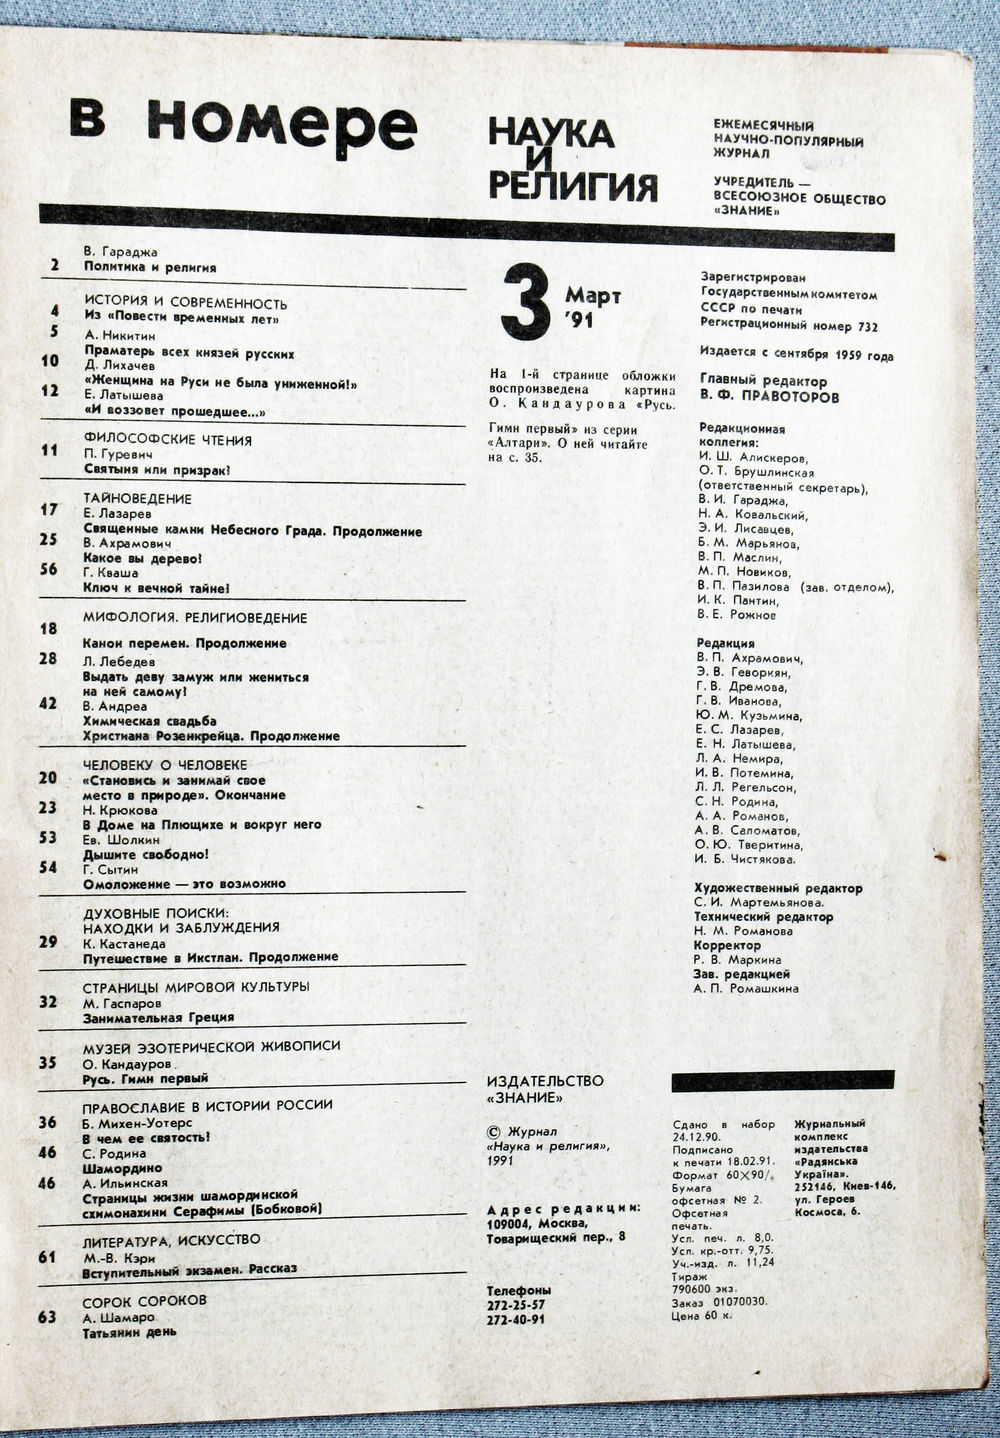 в номере
НАУКА
И
РЕЛИГИЯ
ЕЖЕМЕСЯЧНЫЙ
НАУЧНО-ПОПУЛЯРНЫЙ
ЖУРНАЛ
УЧРЕДИТЕЛЬ —
ВСЕСОЮЗНОЕ ОБЩЕСТВО
«ЗНАНИЕ»
В. Гараджа
2 Политика и религия
ИСТОРИЯ И СОВРЕМЕННОСТЬ
4 Из «Повести временных лет»
5 А. Никитин
Праматерь всех князей русских
10 Д. Лихачев
«Женщина на Руси не была униженной!»
12 Е. Латышева
«И воззовет прошедшее...»
ФИЛОСОФСКИЕ ЧТЕНИЯ
11 П. Гуревич
Святыня или призрак?
ТАЙНОВЕДЕНИЕ
17 Е. Лазарев
Священные камни Небесного Града. Продолжение
25 В. Ахрамович
Какое вы дерево?
56 Г. Кваша
Ключ к вечной тайне?
МИФОЛОГИЯ. РЕЛИГИОВЕДЕНИЕ
18 Канон перемен. Продолжение
28 Л. Лебедев
Выдать деву замуж или жениться
на ней самому?
42 В. Андреа
Химическая свадьба
Христиана Розенкрейца. Продолжение
ЧЕЛОВЕКУ О ЧЕЛОВЕКЕ
20 «Становись и занимай свое
место в природе». Окончание
23 Н. Крюкова
В Доме на Плющихе и вокруг него
53 Ев. Шолкин
Дышите свободно!
54 Г. Сытин
Омоложение — это возможно
ДУХОВНЫЕ ПОИСКИ:
НАХОДКИ И ЗАБЛУЖДЕНИЯ
29 К. Кастанеда
Путешествие в Икстлан. Продолжение
СТРАНИЦЫ МИРОВОЙ КУЛЬТУРЫ
32 М. Гаспаров
Занимательная Греция
МУЗЕЙ ЭЗОТЕРИЧЕСКОЙ ЖИВОПИСИ
35 О. Кандауров
Русь. Гимн первый
ПРАВОСЛАВИЕ В ИСТОРИИ РОССИИ
36 Б. Михен-Уотерс
В чем ее святость?
46 С. Родина
Шамордино
46 А. Ильинская
Страницы жизни шамординской
схимонахини Серафимы (Бобковой)
ЛИТЕРАТУРА, ИСКУССТВО
61 М.-В. Кэри
Вступительный экзамен. Рассказ
СОРОК СОРОКОВ
63 А. Шамаро
Татьянин день
3 Март
'91
На 1-й странице обложки
воспроизведена картина
О. Кандаурова «Русь.
Гимн первый» из серии
«Алтари». О ней читайте
на с. 35.
ИЗДАТЕЛЬСТВО
«ЗНАНИЕ»
© Журнал
«Наука и религия»,
1991
Адрес редакции:
109004, Москва,
Товарищеский пер., 8
Телефоны
272-25-57
272-40-91
Зарегистрирован
Государственным комитетом
СССР по печати
Регистрационный номер 732
Издается с сентября 1959 года
Главный редактор
В. Ф. ПРАВОТОРОВ
Редакционная
коллегия:
И. Ш. Алискеров,
О. Т. Брушлинская
(ответственный секретарь),
В. И. Гараджа,
Н. А. Ковальский,
Э. И. Лисавцев,
Б. М. Марьянов,
В. П. Маслин,
М. П. Новиков,
В. П. Пазилова (зав. отделом),
И. К. Пантин,
В. Е. Рожнов
Редакция
В. П. Ахрамович,
Э. В. Геворкян,
Г. В. Дремова,
Г. В. Иванова,
Ю. М. Кузьмина,
Е. С. Лазарев,
Е. Н. Латышева,
Л. А. Немира,
И. В. Потемина,
Л. Л. Регельсон,
С. Н. Родина,
А. А. Романов,
А. В. Саломатов,
О. Ю. Тверитина,
И. Б. Чистякова.
Художественный редактор
С. И. Мартемьянова.
Технический редактор
Н. М. Романова
Корректор
Р. В. Маркина
Зав. редакцией
А. П. Ромашкина
Сдано в набор
24.12.90.
Подписано
к печати 18.02.91.
Формат 60×90/8
Бумага
офсетная № 2.
Офсетная
печать.
Усл. печ. л. 8,0.
Усл. кр.-отт. 9,75.
Уч.-изд. л. 11,24
Тираж
790600 экз.
Заказ 01070030.
Цена 60 к.
Журнальный
комплекс
издательства
«Радянська
Україна».
252146, Киев-146,
ул. Героев
Космоса, 6.